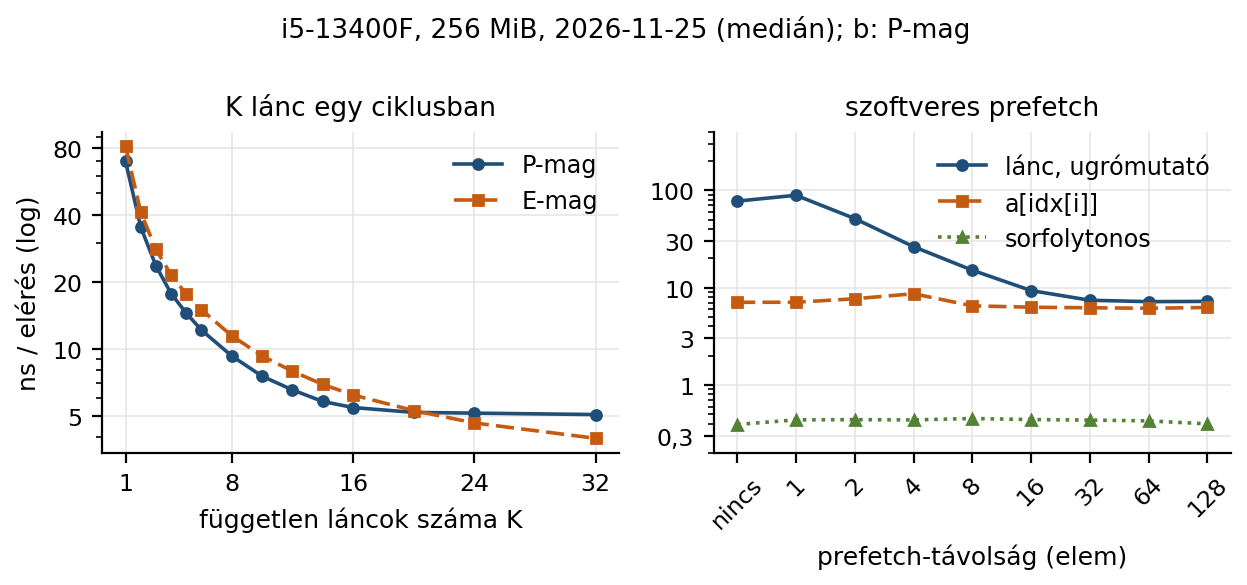 i5-13400F, 256 MiB, 2026-11-25 (medián); b: P-mag
K lánc egy ciklusban
ns / elérés (log)
80
40
20
10
5
P-mag
E-mag
1 8 16 24 32
független láncok száma K
szoftveres prefetch
100
30
10
3
1
0,3
lánc, ugrómutató
a[idx[i]]
sorfolytonos
nincs 1 2 4 8 16 32 64 128
prefetch-távolság (elem)